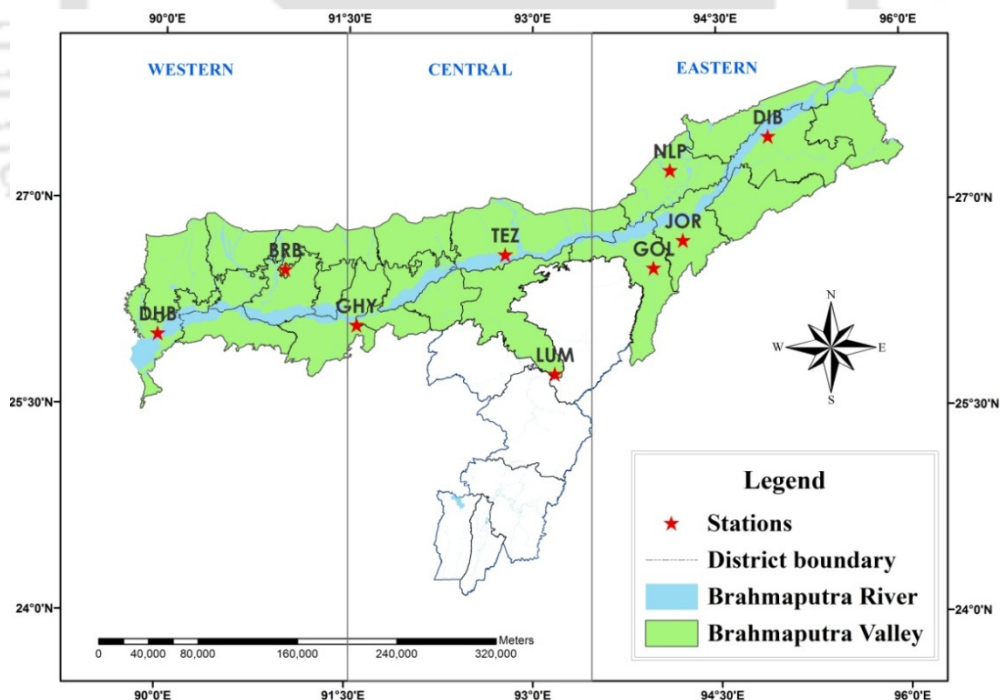 90°0'E 91°30'E 93°0'E 94°30'E 96°0'E
WESTERN CENTRAL EASTERN
DIB
NLP
27°0'N 27°0'N
JOR
TEZ
GOL
BRB
GHY
DHB
N
W E
S
LUM
25°30'N 25°30'N
Legend
Stations
District boundary
Brahmaputra River
Brahmaputra Valley
24°0'N 24°0'N
Meters
0 40,000 80,000 160,000 240,000 320,000
90°0'E 91°30'E 93°0'E 94°30'E 96°0'E